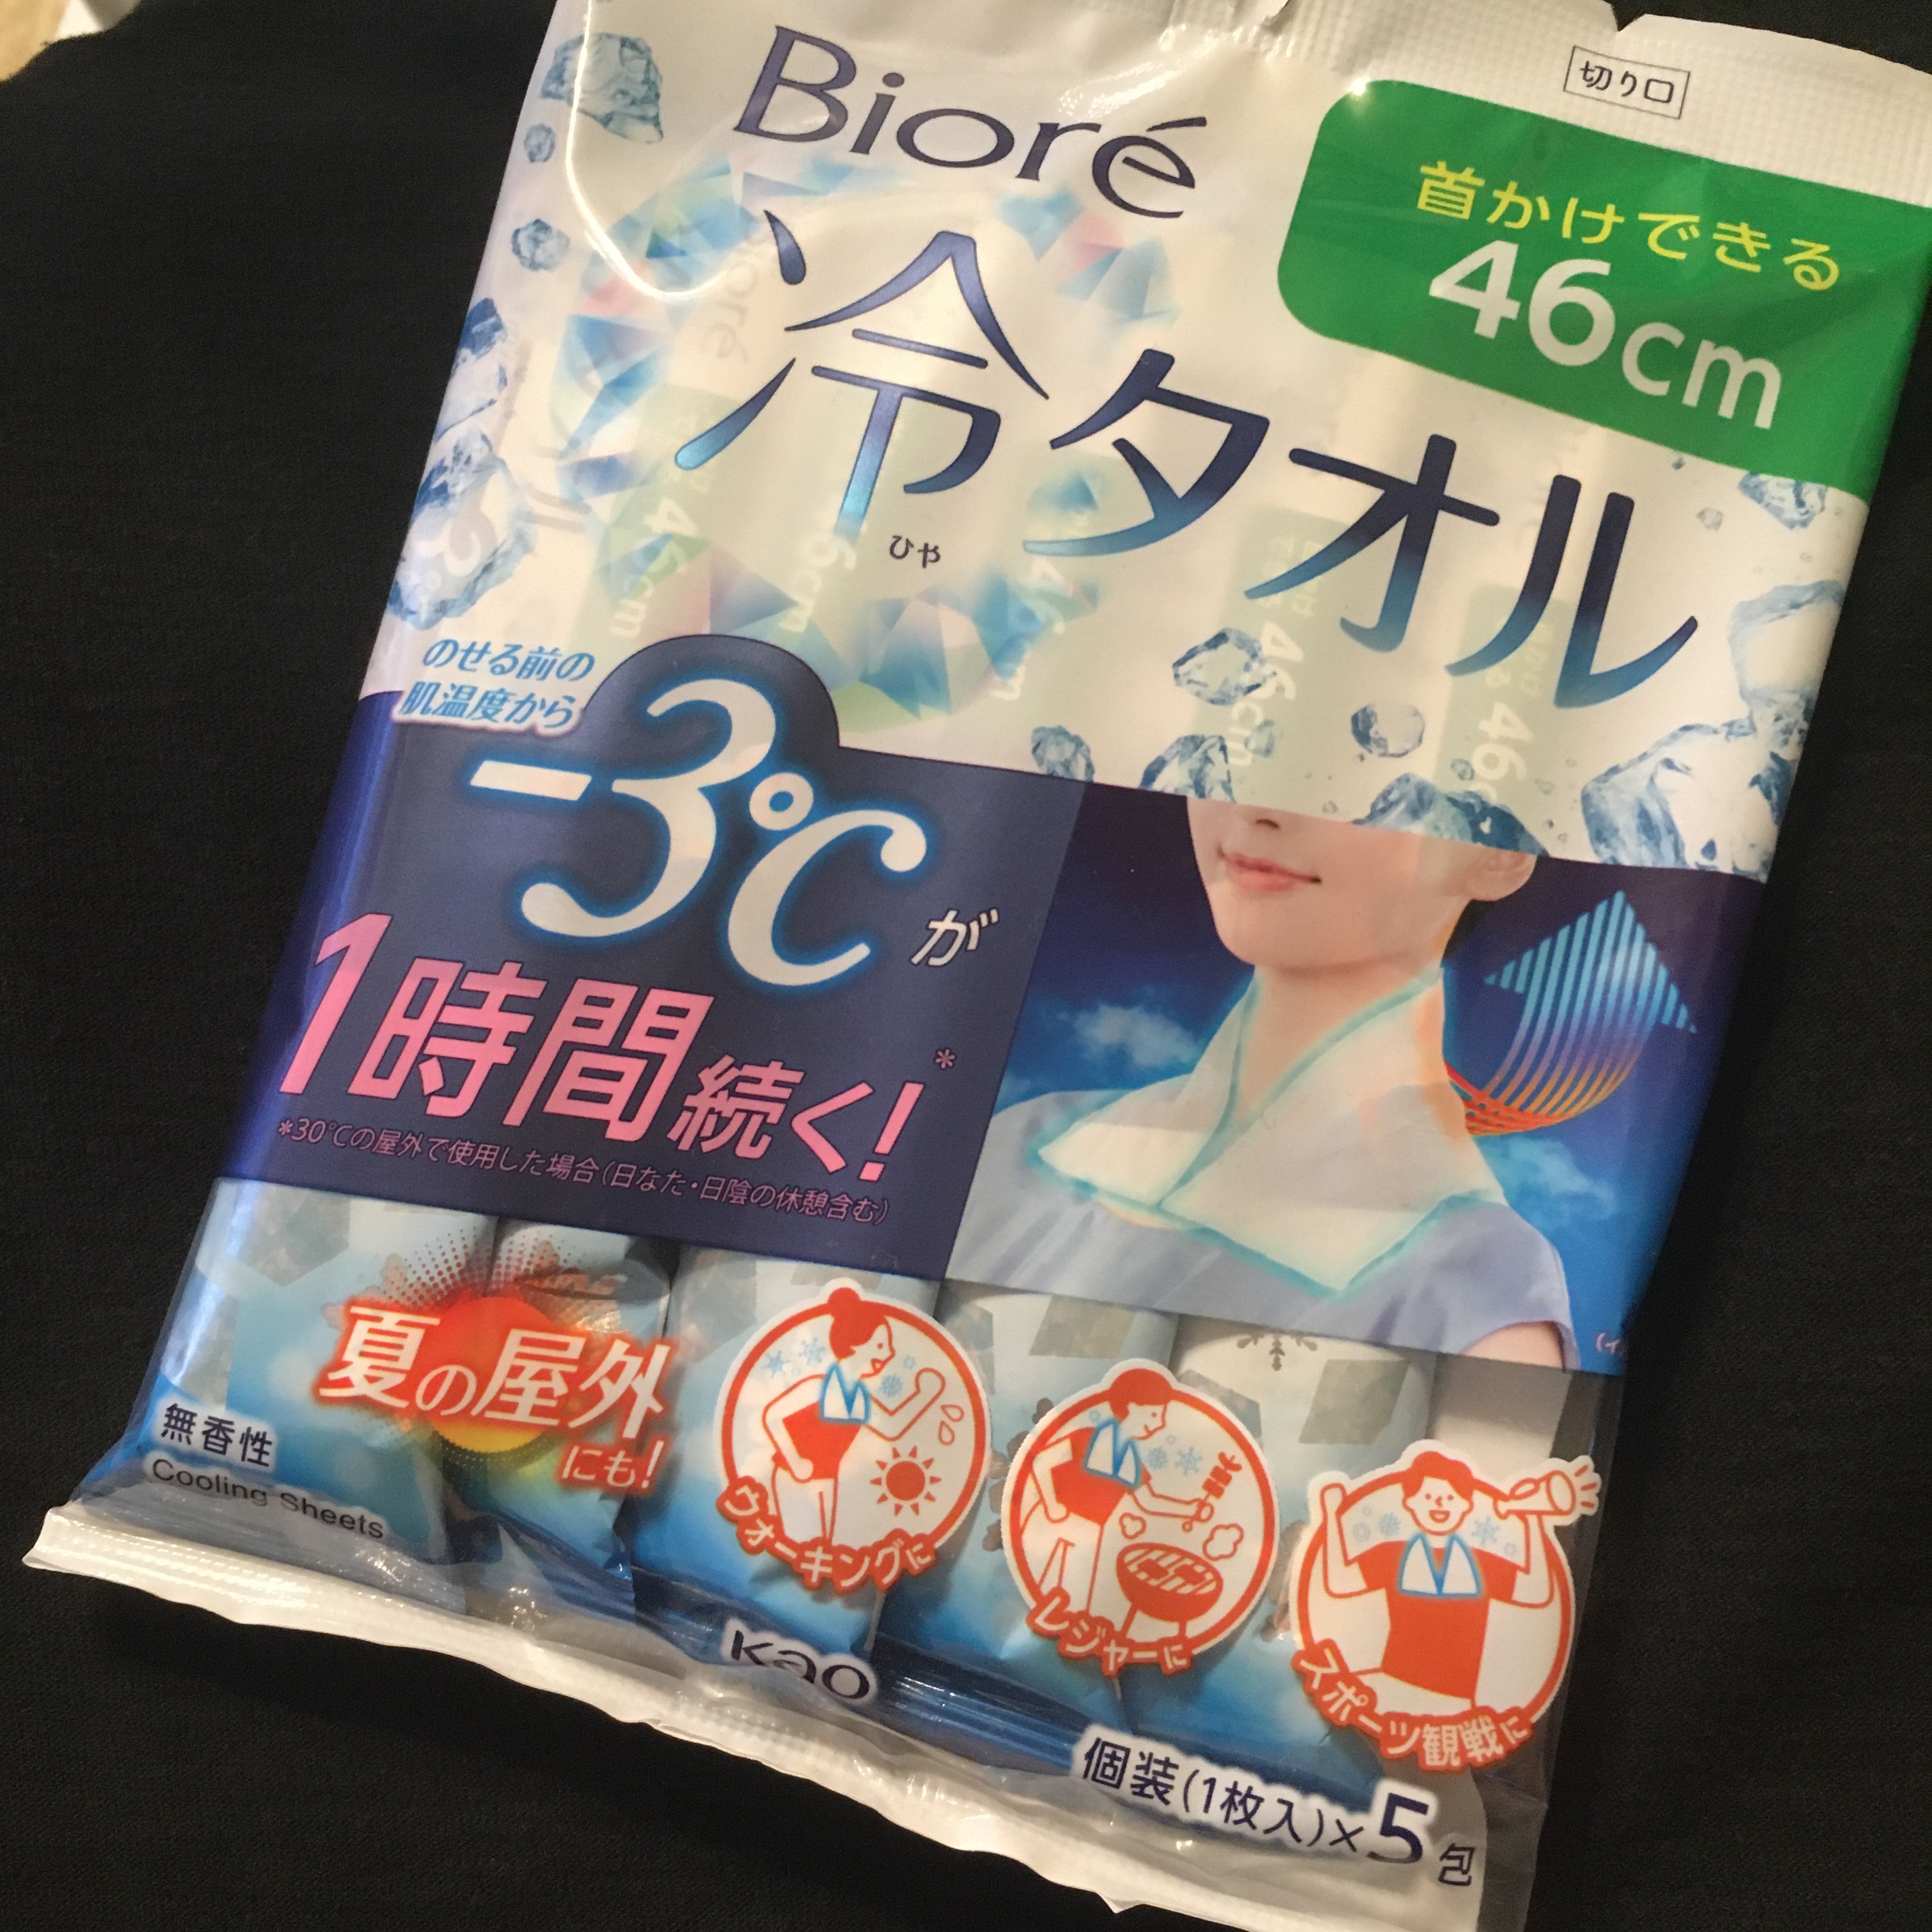 切り口
Bioré
首かけできる
46cm
冷タオル
ひや
のせる前の
肌温度から
-3℃が
1時間続く!*
*30℃の屋外で使用した場合(日なた・日陰の休憩含む)
夏の屋外
にも!
無香性
Cooling Sheets
ウォーキングに
レジャーに
スポーツ観戦に
Kao
個装(1枚入)×5包